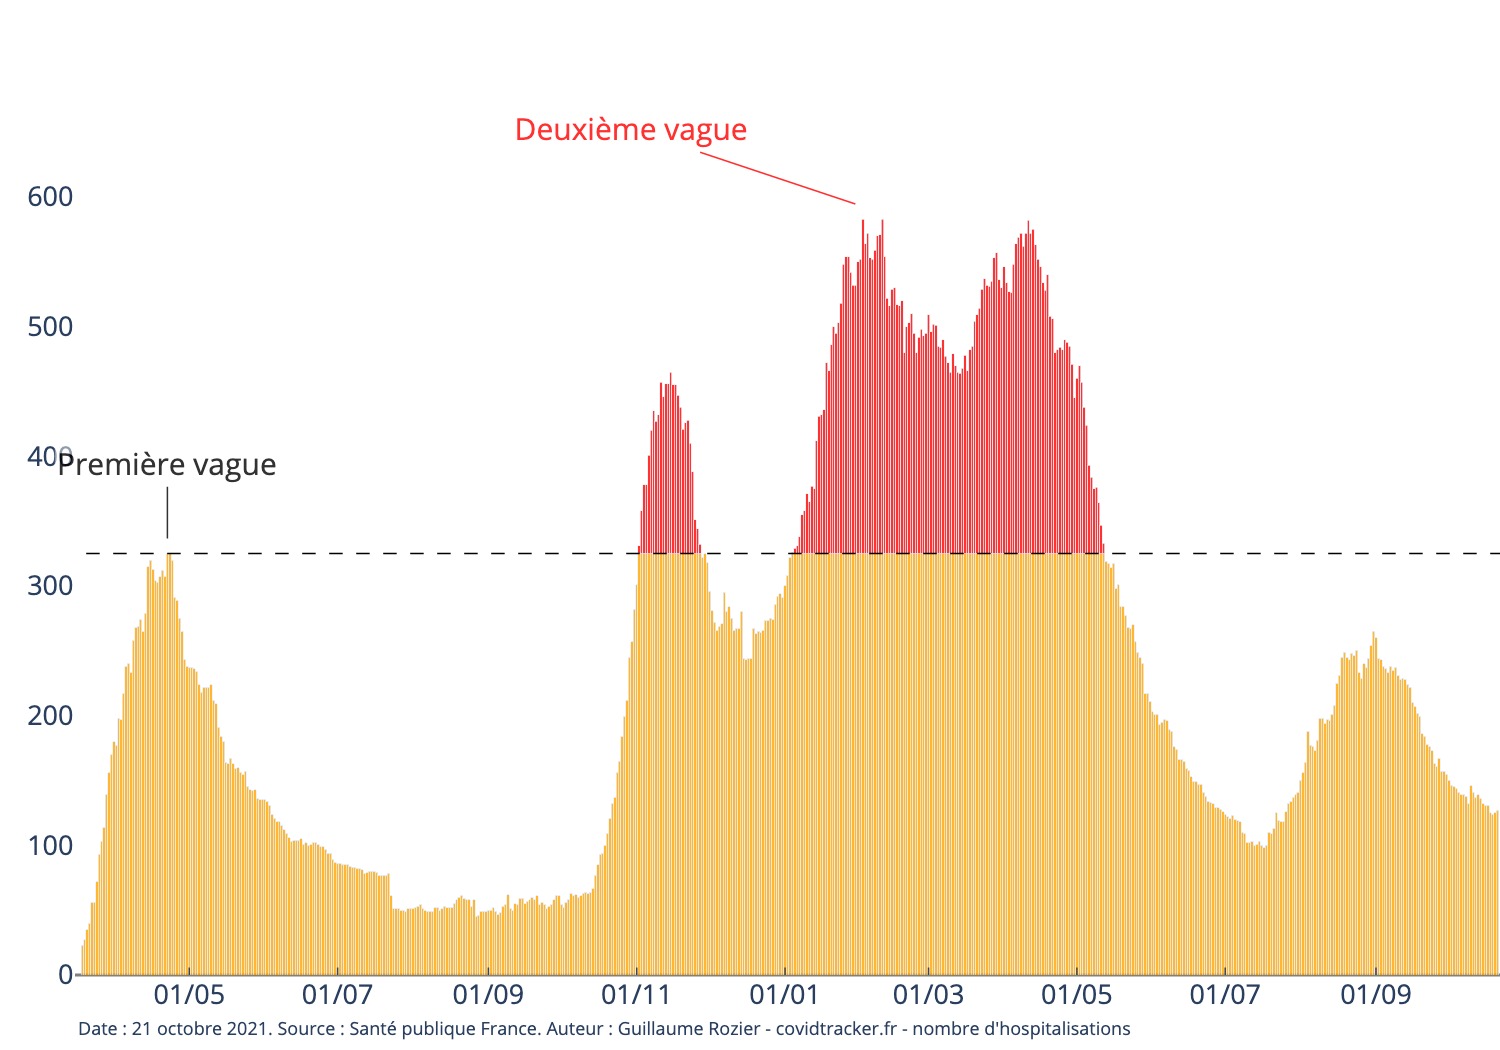 Deuxième vague
600
500
400
Première vague
300
200
100
0
01/05 01/07 01/09 01/11 01/01 01/03 01/05 01/07 01/09
Date : 21 octobre 2021. Source : Santé publique France. Auteur : Guillaume Rozier - covidtracker.fr - nombre d'hospitalisations